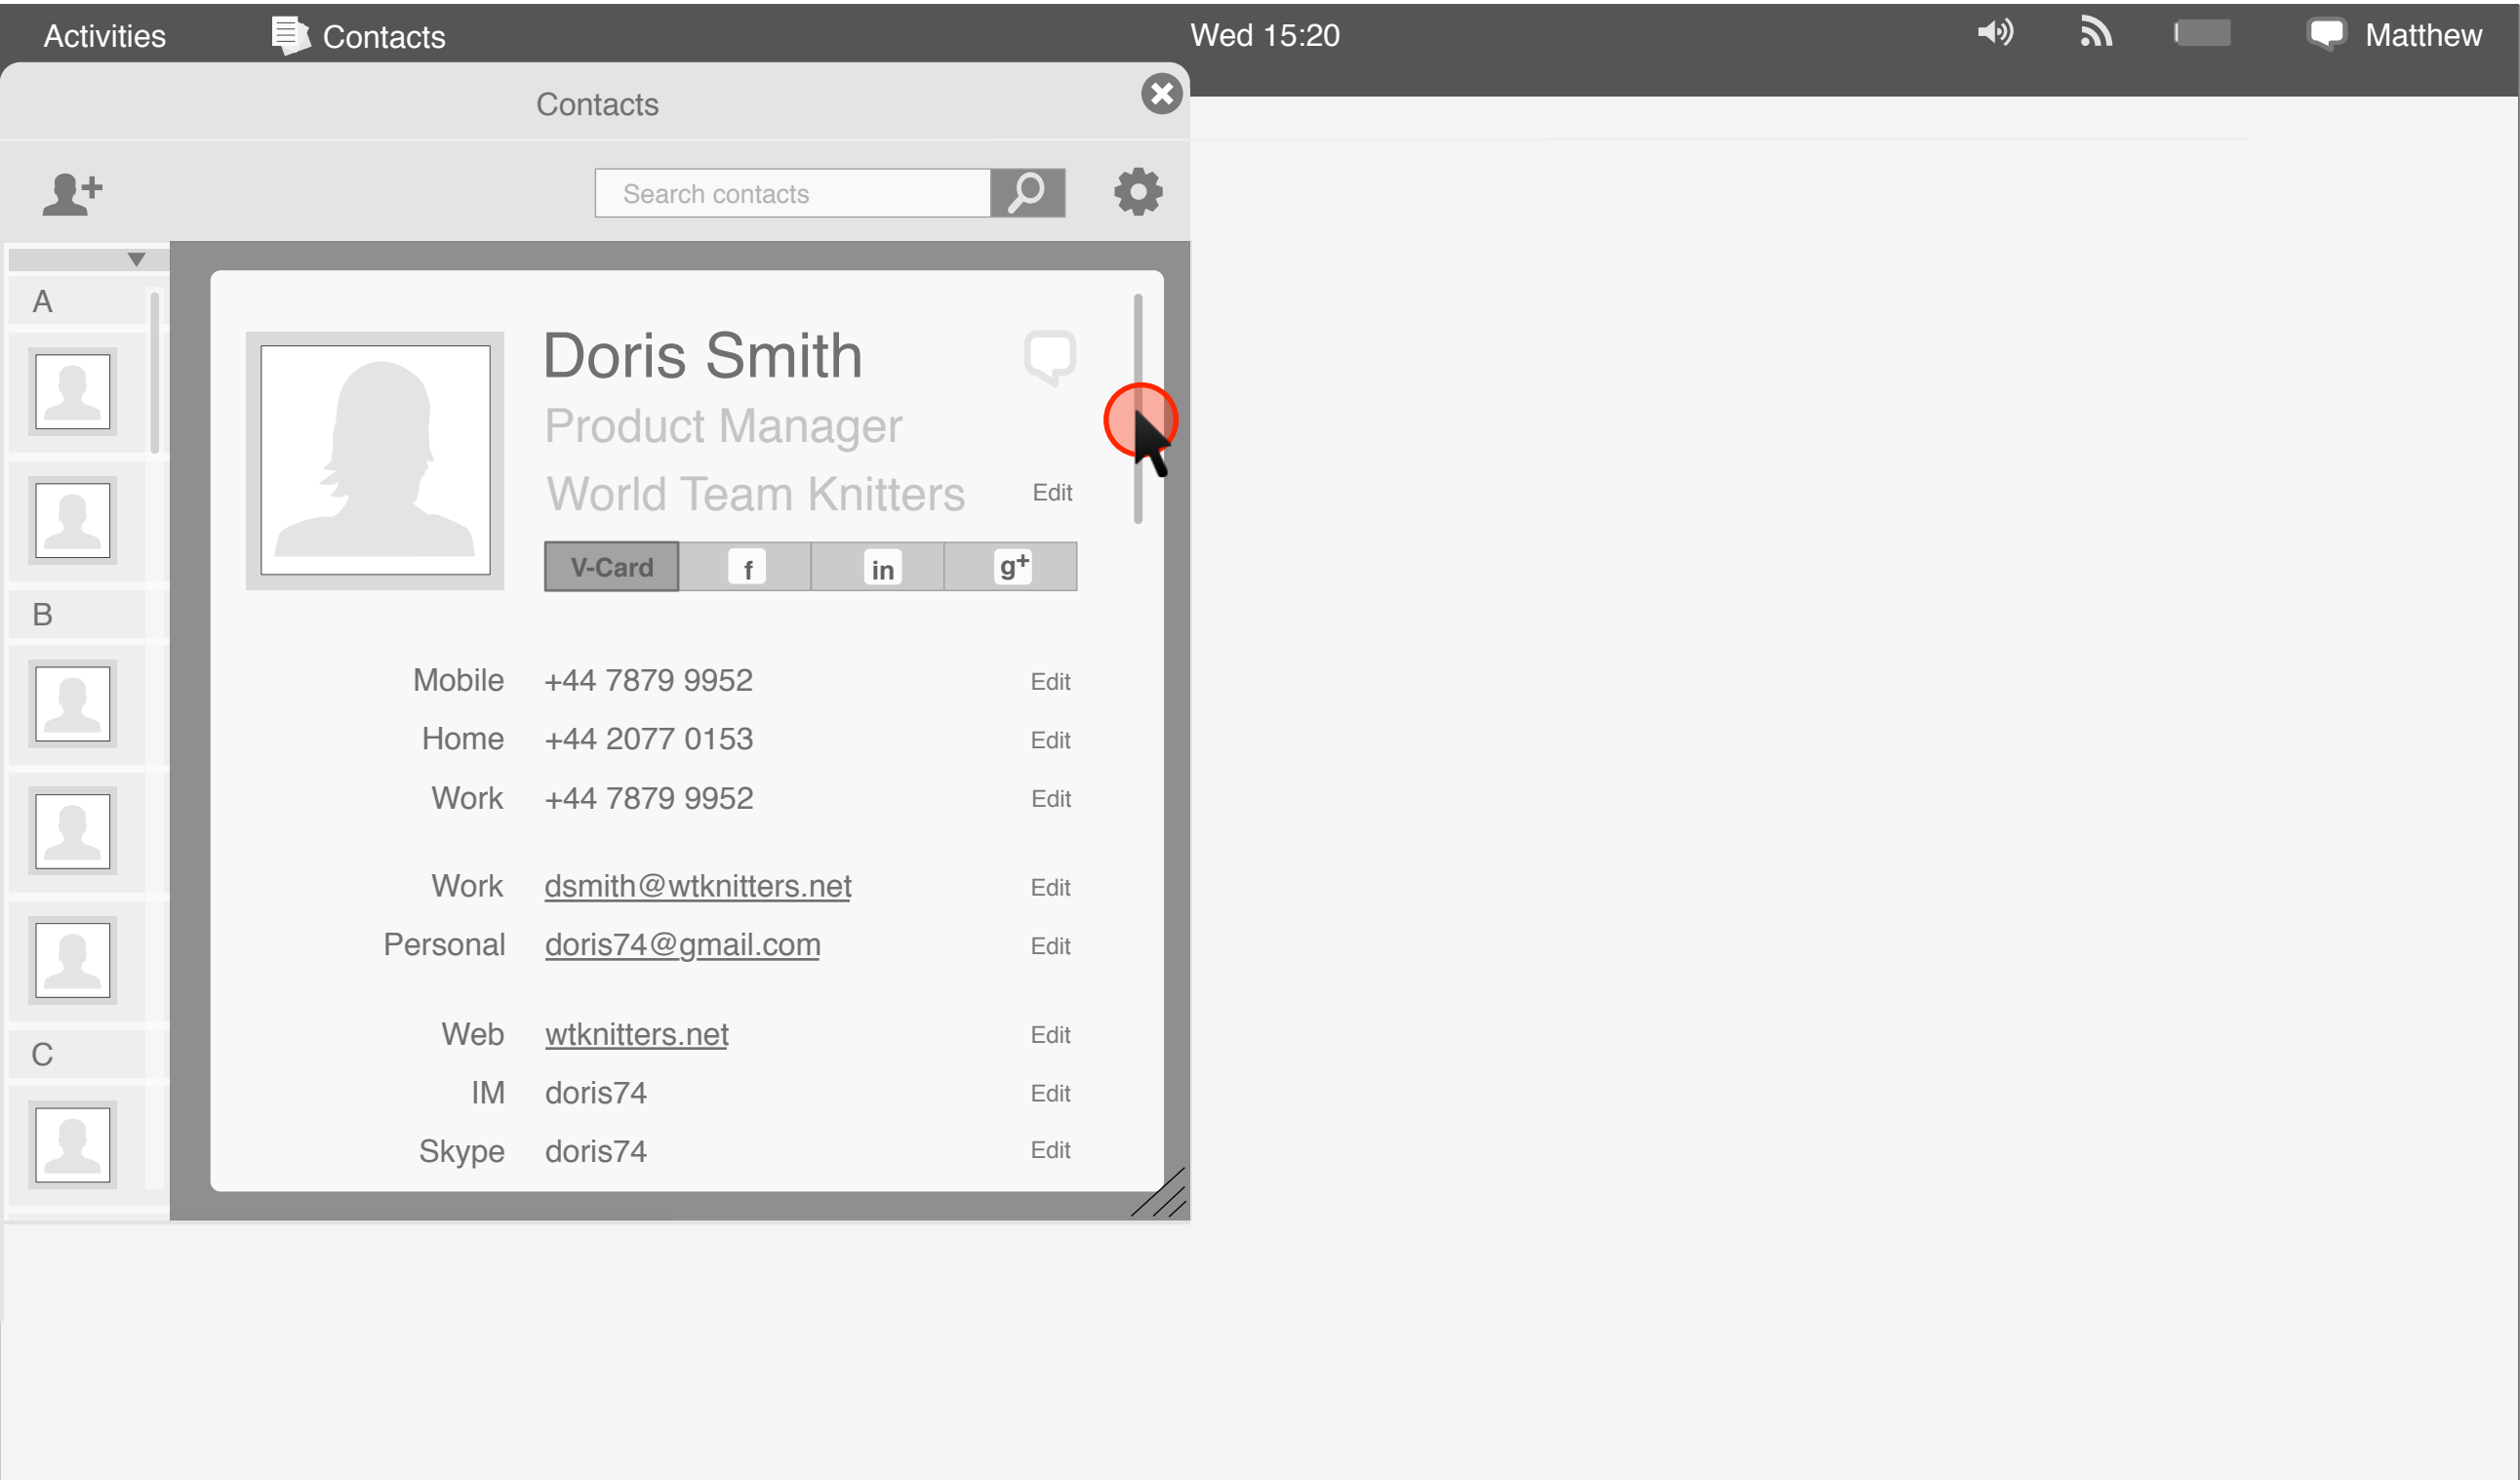 Activities Contacts Wed 15:20 Matthew
Contacts
Search contacts
A
B
C
Doris Smith
Product Manager
World Team Knitters Edit
V-Card f in g+
Mobile +44 7879 9952 Edit
Home +44 2077 0153 Edit
Work +44 7879 9952 Edit
Work dsmith@wtknitters.net Edit
Personal doris74@gmail.com Edit
Web wtknitters.net Edit
IM doris74 Edit
Skype doris74 Edit